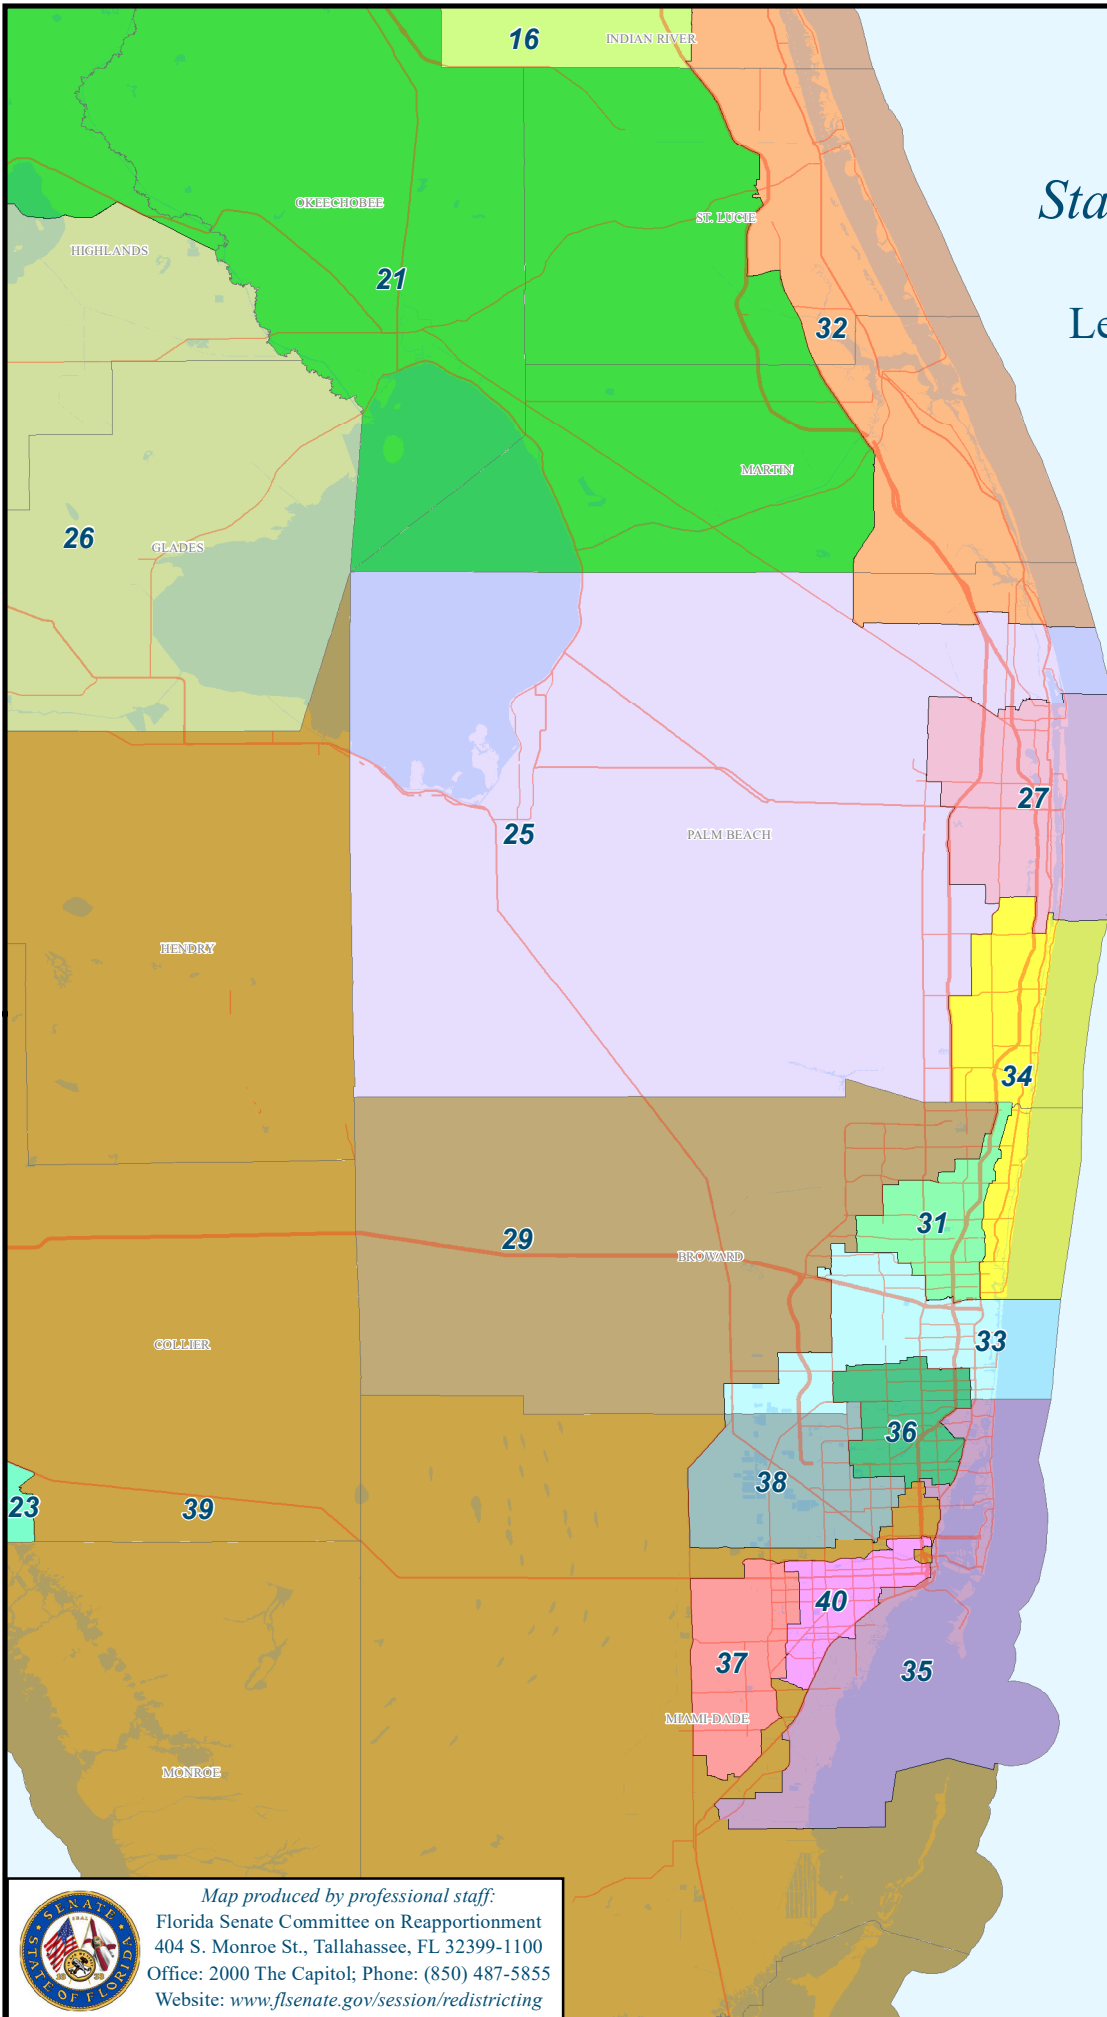 16
INDIAN RIVER
Sta
OKEECHOBEE
ST. LUCIE
HIGHLANDS
21
32
Le
MARTIN
26
GLADES
27
25
PALM BEACH
HENDRY
34
31
29
BROWARD
33
COLLIER
36
38
23
39
40
37
35
MIAMI-DADE
MONROE
Map produced by professional staff:
Florida Senate Committee on Reapportionment
404 S. Monroe St., Tallahassee, FL 32399-1100
Office: 2000 The Capitol; Phone: (850) 487-5855
Website: www.flsenate.gov/session/redistricting
SENATE
SEAL
1838
STATE OF FLORIDA